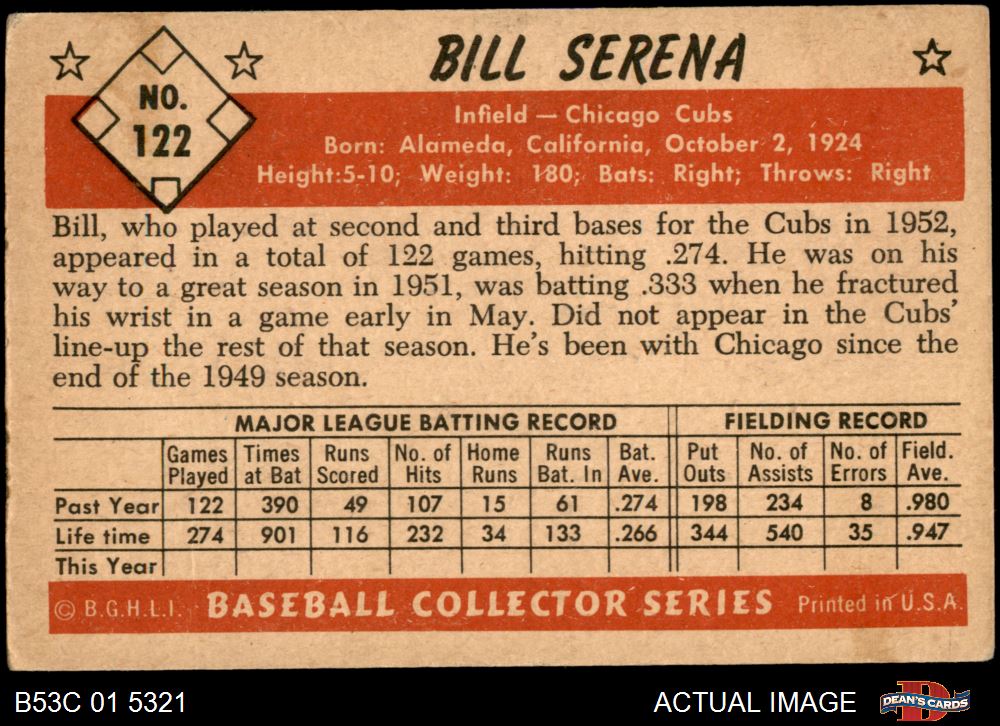 BILL SERENA
NO.
122
Infield — Chicago Cubs
Born: Alameda, California, October 2, 1924
Height:5-10; Weight: 180; Bats: Right; Throws: Right
Bill, who played at second and third bases for the Cubs in 1952,
appeared in a total of 122 games, hitting .274. He was on his
way to a great season in 1951, was batting .333 when he fractured
his wrist in a game early in May. Did not appear in the Cubs'
line-up the rest of that season. He's been with Chicago since the
end of the 1949 season.
MAJOR LEAGUE BATTING RECORD FIELDING RECORD
Games Times Runs No. of Home Runs Bat. Put No. of No. of Field.
Played at Bat Scored Hits Runs Bat. In Ave. Outs Assists Errors Ave.
Past Year 122 390 49 107 15 61 .274 198 234 8 .980
Life time 274 901 116 232 34 133 .266 344 540 35 .947
This Year
© B.G.H.L.I. BASEBALL COLLECTOR SERIES Printed in U.S.A.
B53C 01 5321 ACTUAL IMAGE DEAN'S CARDS